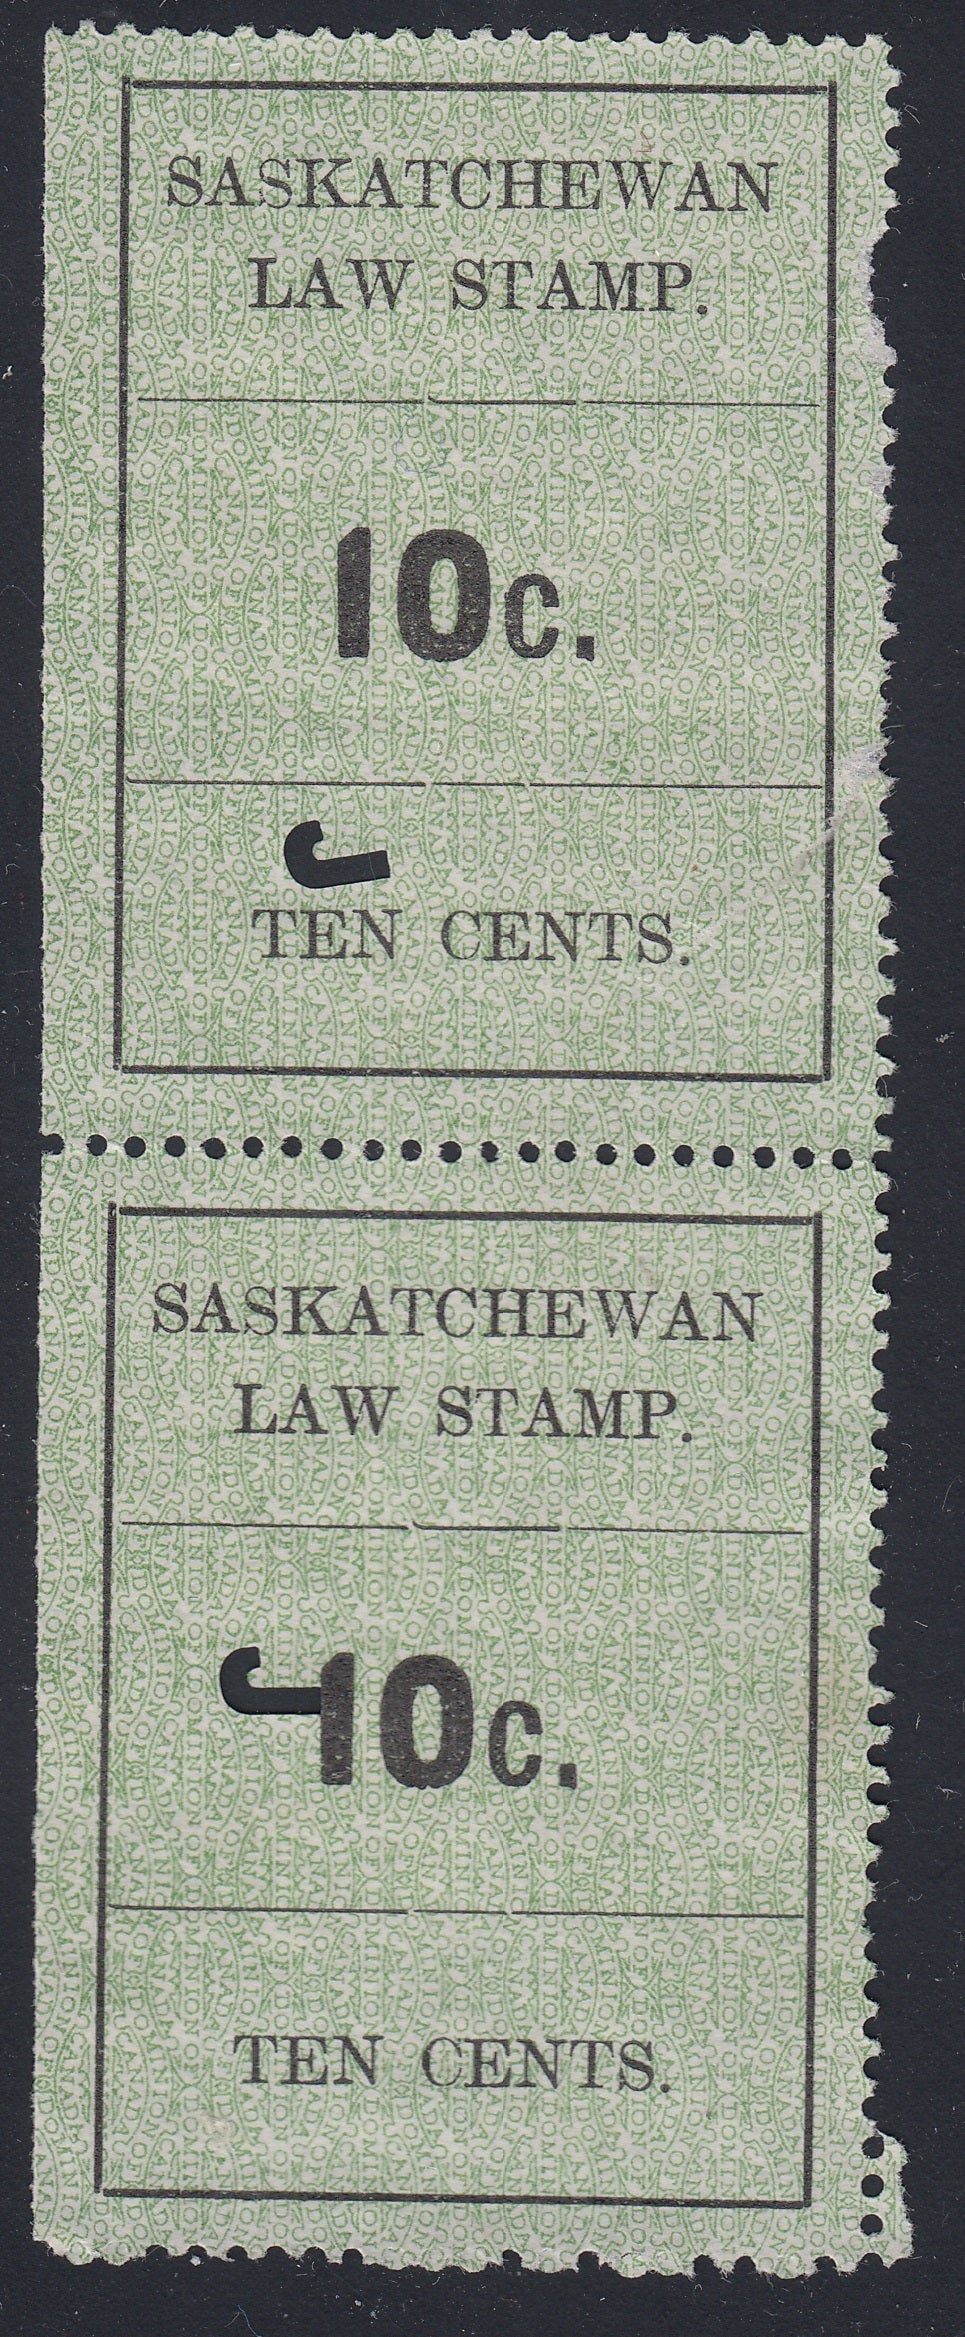 SASKATCHEWAN
LAW STAMP.
10c.
TEN CENTS.
SASKATCHEWAN
LAW STAMP.
10c.
TEN CENTS.